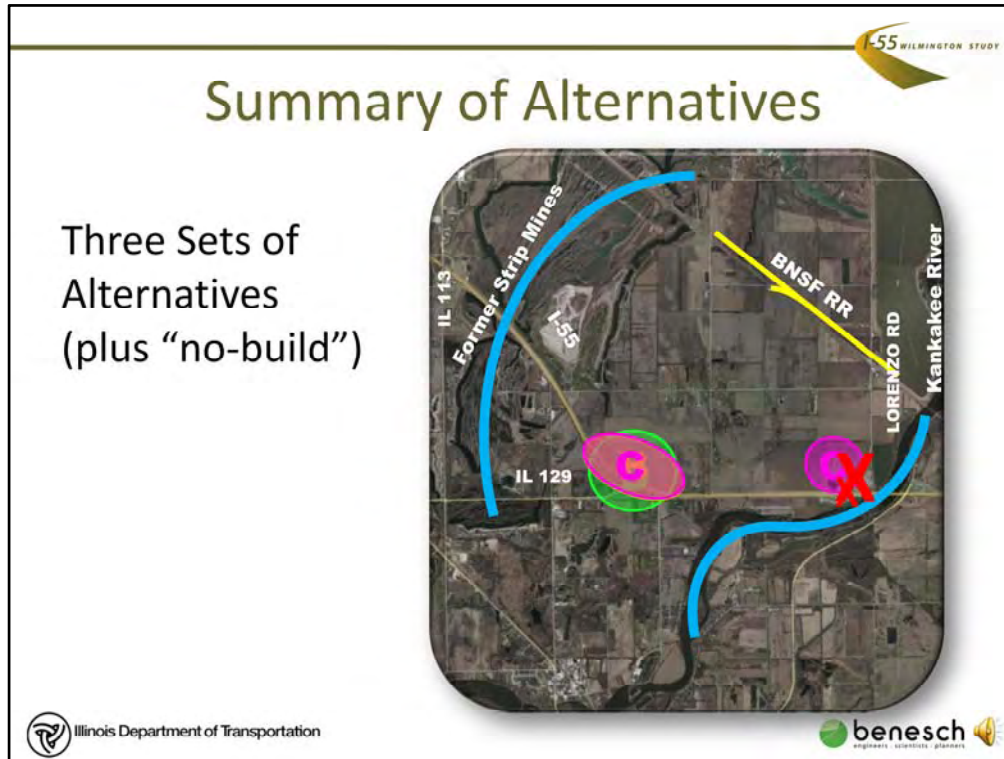 I-55 WILMINGTON STUDY
Summary of Alternatives
Three Sets of
Alternatives
(plus “no-build”)
IL 113
Former Strip Mines
I-55
BNSF RR
LORENZO RD
Kankakee River
C
X
IL 129
Illinois Department of Transportation
benesch
engineers · scientists · planners